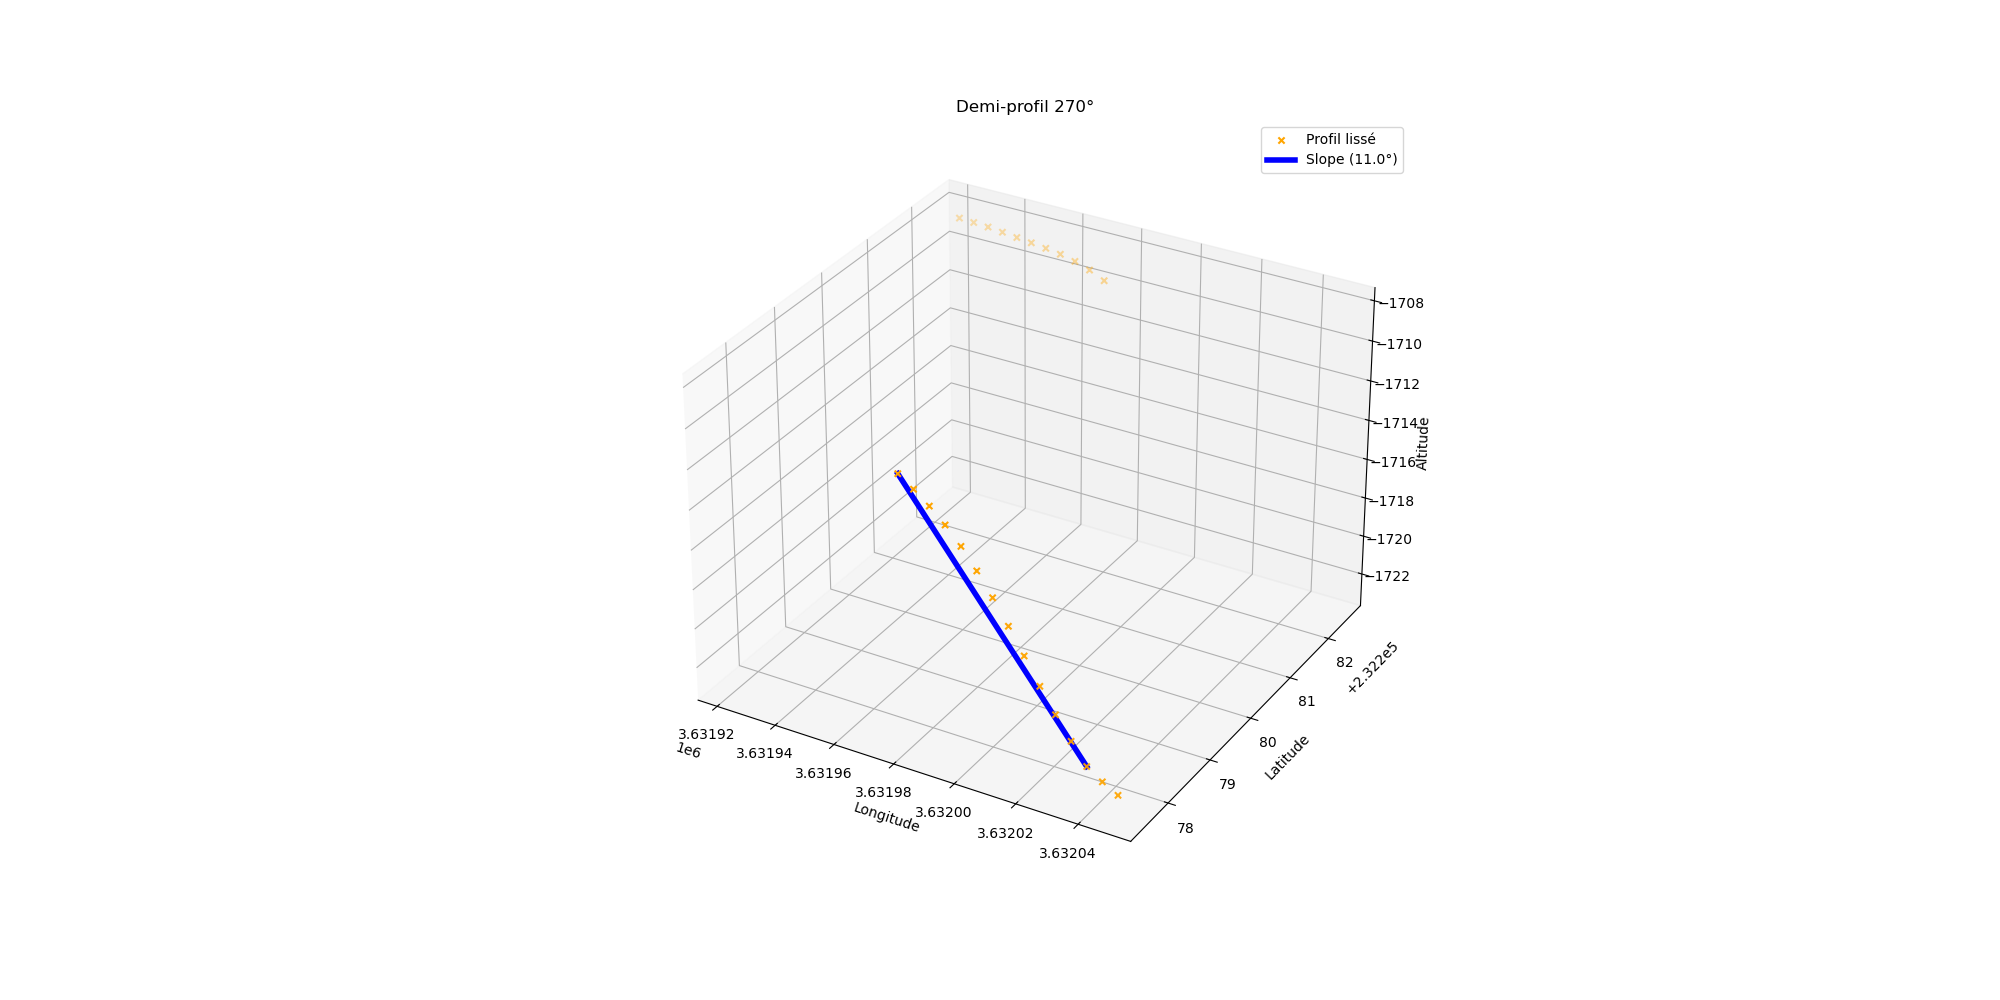 Demi-profil 270°
Profil lissé
Slope (11.0°)
−1708
−1710
−1712
−1714
−1716
−1718
−1720
−1722
Altitude
82
81
80
79
78
+2.322e5
Latitude
3.63192
3.63194
3.63196
3.63198
3.63200
3.63202
3.63204
1e6
Longitude